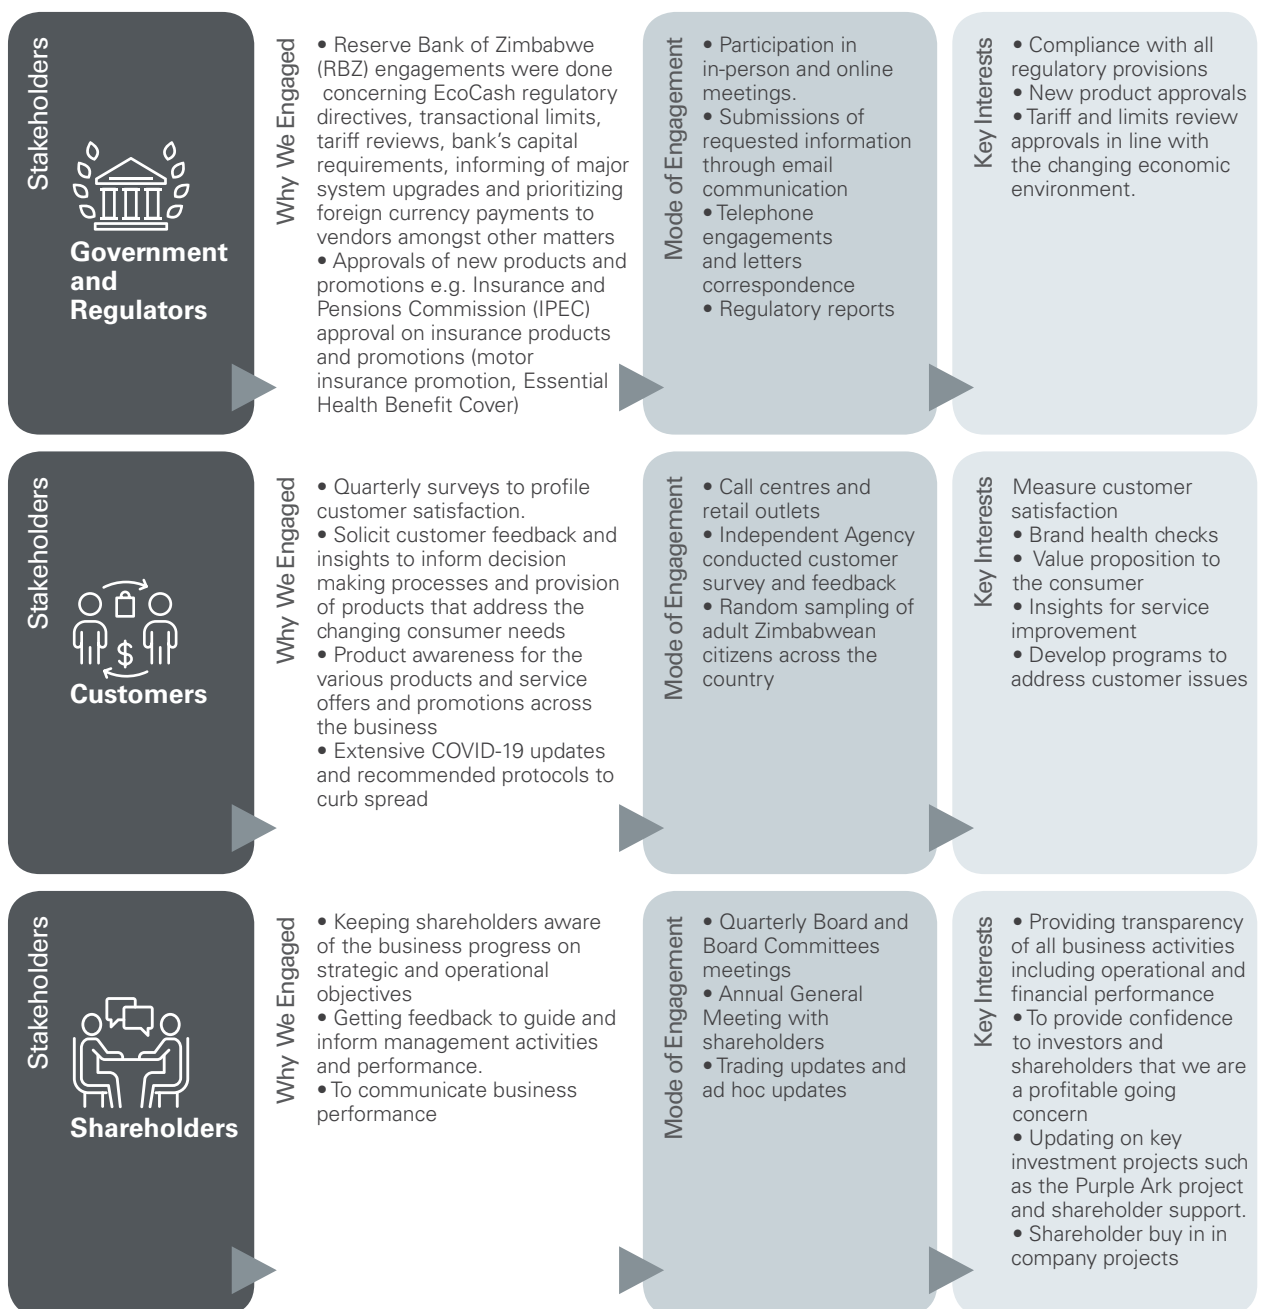 Stakeholders
Government
and
Regulators
Why We Engaged
• Reserve Bank of Zimbabwe
(RBZ) engagements were done
concerning EcoCash regulatory
directives, transactional limits,
tariff reviews, bank's capital
requirements, informing of major
system upgrades and prioritizing
foreign currency payments to
vendors amongst other matters
• Approvals of new products and
promotions e.g. Insurance and
Pensions Commission (IPEC)
approval on insurance products
and promotions (motor
insurance promotion, Essential
Health Benefit Cover)
Mode of Engagement
• Participation in
in-person and online
meetings.
• Submissions of
requested information
through email
communication
• Telephone
engagements
and letters
correspondence
• Regulatory reports
Key Interests
• Compliance with all
regulatory provisions
• New product approvals
• Tariff and limits review
approvals in line with
the changing economic
environment.
Stakeholders
$
Customers
Why We Engaged
• Quarterly surveys to profile
customer satisfaction.
• Solicit customer feedback and
insights to inform decision
making processes and provision
of products that address the
changing consumer needs
• Product awareness for the
various products and service
offers and promotions across
the business
• Extensive COVID-19 updates
and recommended protocols to
curb spread
Mode of Engagement
• Call centres and
retail outlets
• Independent Agency
conducted customer
survey and feedback
• Random sampling of
adult Zimbabwean
citizens across the
country
Key Interests
Measure customer
satisfaction
• Brand health checks
• Value proposition to
the consumer
• Insights for service
improvement
• Develop programs to
address customer issues
Stakeholders
Shareholders
Why We Engaged
• Keeping shareholders aware
of the business progress on
strategic and operational
objectives
• Getting feedback to guide and
inform management activities
and performance.
• To communicate business
performance
Mode of Engagement
• Quarterly Board and
Board Committees
meetings
• Annual General
Meeting with
shareholders
• Trading updates and
ad hoc updates
Key Interests
• Providing transparency
of all business activities
including operational and
financial performance
• To provide confidence
to investors and
shareholders that we are
a profitable going
concern
• Updating on key
investment projects such
as the Purple Ark project
and shareholder support.
• Shareholder buy in in
company projects